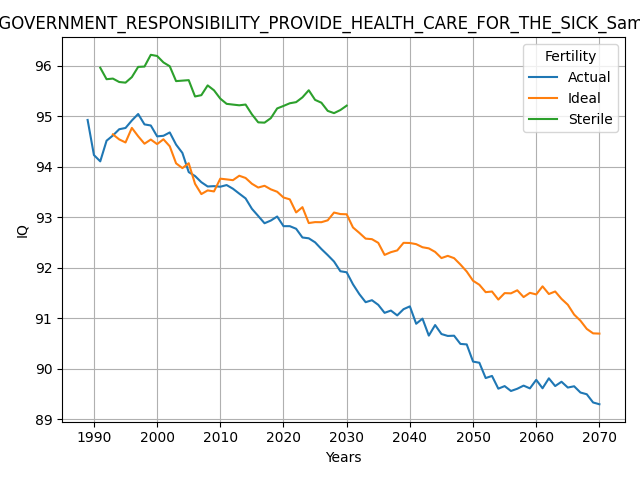 GOVERNMENT_RESPONSIBILITY_PROVIDE_HEALTH_CARE_FOR_THE_SICK_Sam
Fertility
Actual
Ideal
Sterile
IQ
96
95
94
93
92
91
90
89
1990
2000
2010
2020
2030
2040
2050
2060
2070
Years